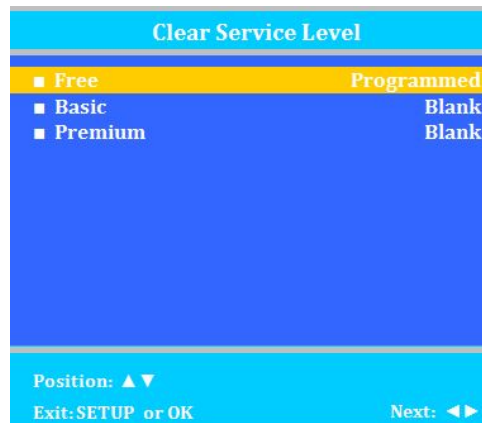 Clear Service Level
■ Free Programmed
■ Basic Blank
■ Premium Blank
Position: ▲▼
Exit:SETUP or OK Next: ◀▶